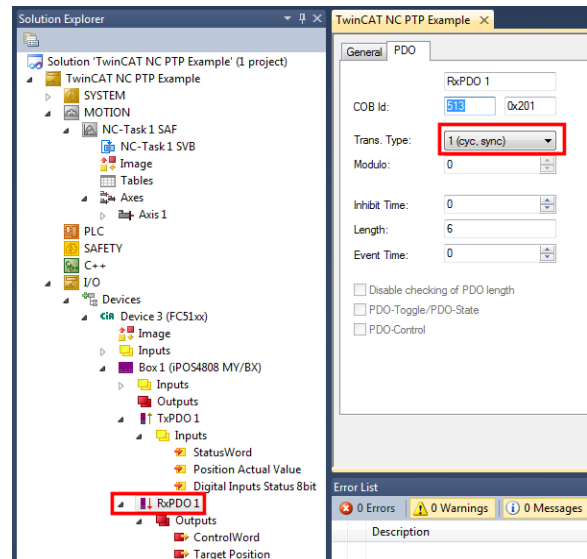 Solution Explorer
Solution 'TwinCAT NC PTP Example' (1 project)
TwinCAT NC PTP Example
SYSTEM
MOTION
NC-Task 1 SAF
NC-Task 1 SVB
Image
Tables
Axes
Axis 1
PLC
SAFETY
C++
I/O
Devices
Device 3 (FC51xx)
Image
Inputs
Box 1 (iPOS4808 MY/BX)
Inputs
Outputs
TxPDO 1
Inputs
StatusWord
Position Actual Value
Digital Inputs Status 8bit
RxPDO 1
Outputs
ControlWord
Target Position
TwinCAT NC PTP Example
General PDO
RxPDO 1
COB Id: 513 0x201
Trans. Type: 1 (cyc, sync)
Modulo: 0
Inhibit Time: 0
Length: 6
Event Time: 0
Disable checking of PDO length
PDO-Toggle/PDO-State
PDO-Control
Error List
0 Errors 0 Warnings 0 Messages
Description